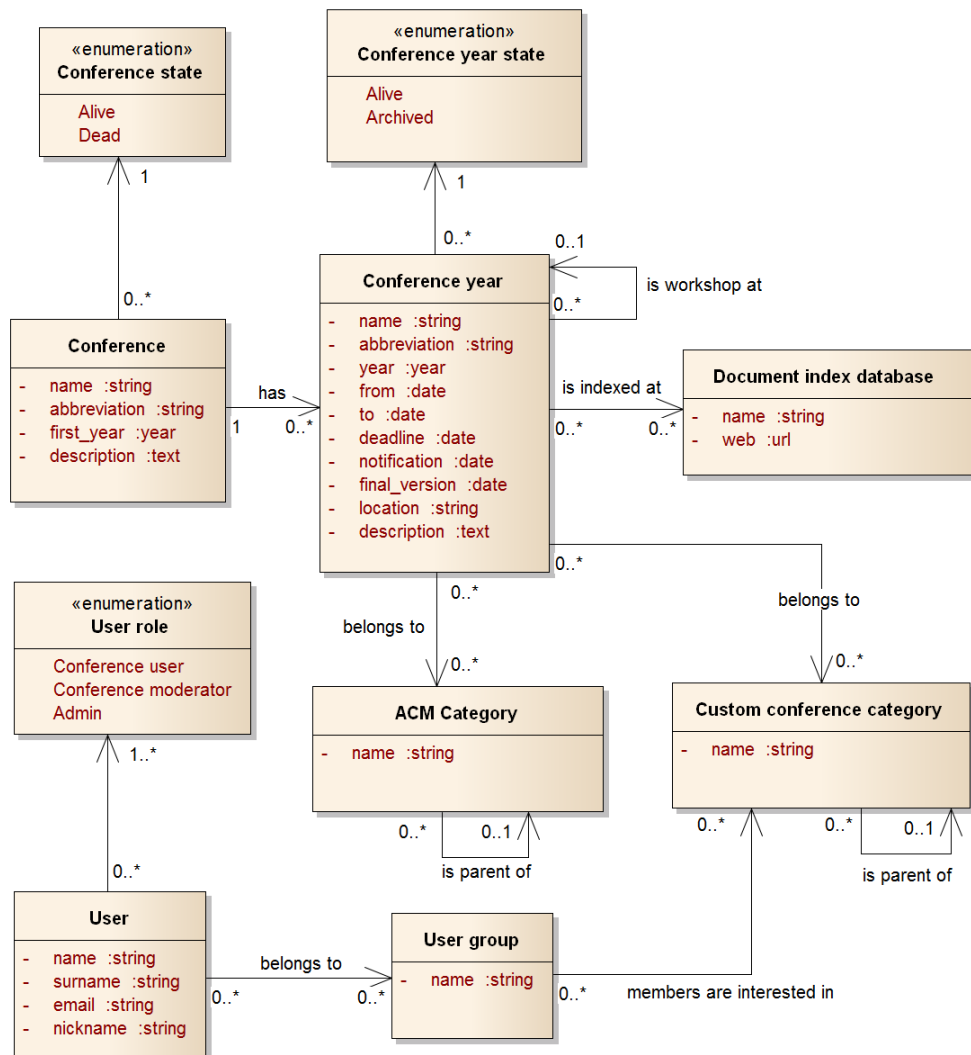 «enumeration»
Conference state
Alive
Dead
«enumeration»
Conference year state
Alive
Archived
1
0..*
1
0..*
Conference
- name :string
- abbreviation :string
- first_year :year
- description :text
has
1
0..*
Conference year
- name :string
- abbreviation :string
- year :year
- from :date
- to :date
- deadline :date
- notification :date
- final_version :date
- location :string
- description :text
0..1
is workshop at
0..*
is indexed at
0..*
0..*
Document index database
- name :string
- web :url
0..*
belongs to
0..*
0..*
belongs to
0..*
«enumeration»
User role
Conference user
Conference moderator
Admin
1..*
0..*
ACM Category
- name :string
0..*
0..1
is parent of
Custom conference category
- name :string
0..*
0..*
0..1
is parent of
User
- name :string
- surname :string
- email :string
- nickname :string
belongs to
0..*
0..*
User group
- name :string
0..*
members are interested in